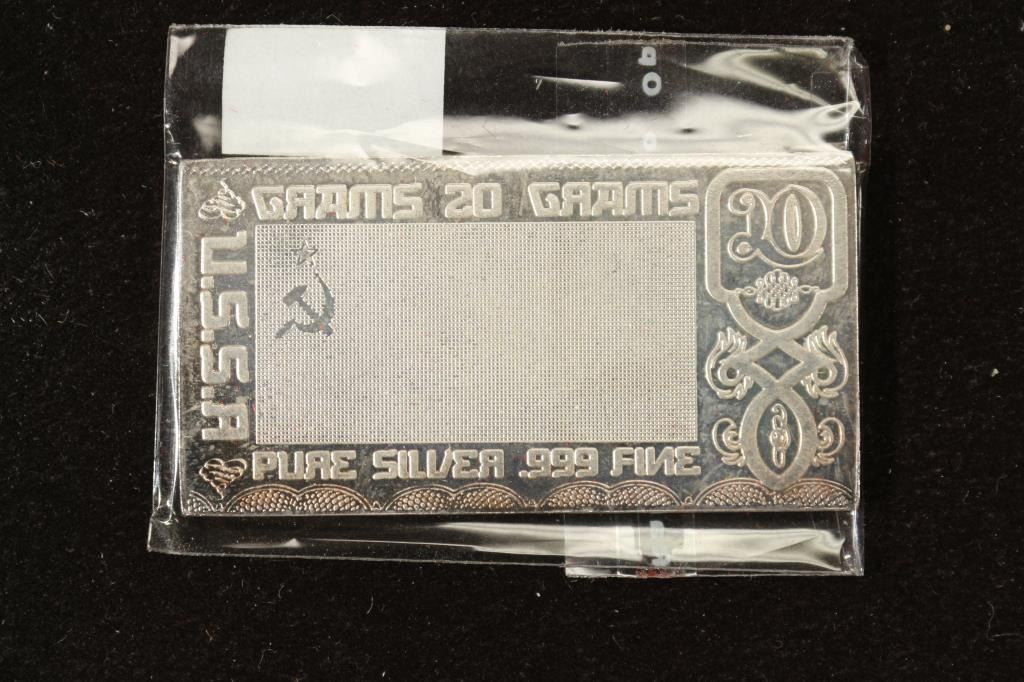 GRAMS 20 GRAMS
20
U.S.S.R
PURE SILVER .999 FINE